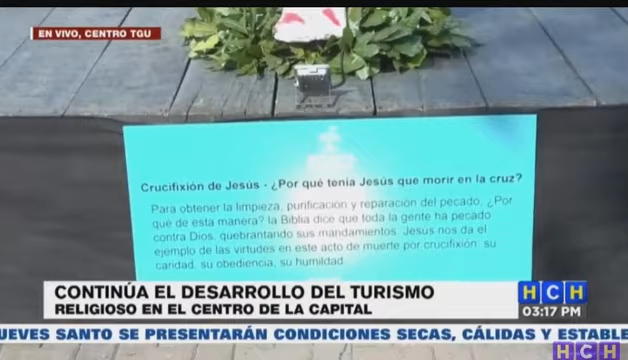 EN VIVO, CENTRO TGU
HCH
Crucifixión de Jesús - ¿Por qué tenía Jesús que morir en la cruz?
Para obtener la limpieza, purificación y reparación del pecado, ¿Por
qué de esta manera? la Biblia dice que toda la gente ha pecado
contra Dios, quebrantando sus mandamientos. Jesús nos da el
ejemplo de las virtudes en este acto de muerte por crucifixión: su
caridad, su obediencia, su humildad.
CONTINÚA EL DESARROLLO DEL TURISMO
RELIGIOSO EN EL CENTRO DE LA CAPITAL
HCH
03:17 PM
UEVES SANTO SE PRESENTARÁN CONDICIONES SECAS, CÁLIDAS Y ESTABLE
HCH